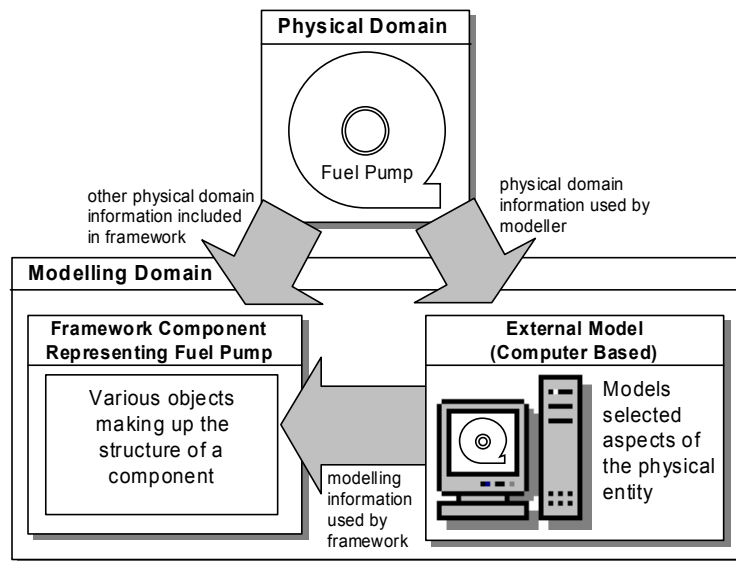 Physical Domain
Fuel Pump
other physical domain
information included
in framework
physical domain
information used by
modeller
Modelling Domain
Framework Component
Representing Fuel Pump
Various objects
making up the
structure of a
component
External Model
(Computer Based)
Models
selected
aspects of
the physical
entity
modelling
information
used by
framework